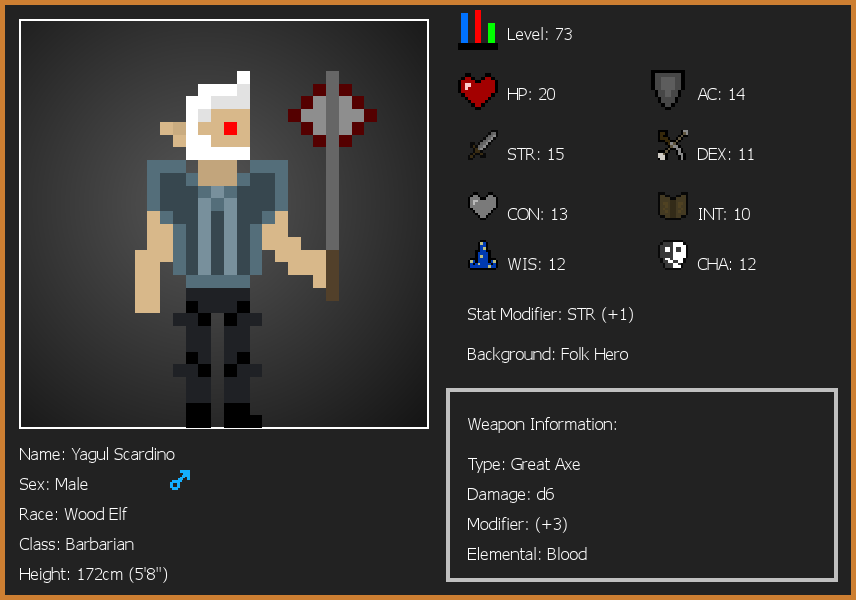 Level: 73
HP: 20
AC: 14
STR: 15
DEX: 11
CON: 13
INT: 10
WIS: 12
CHA: 12
Stat Modifier: STR (+1)
Background: Folk Hero
Weapon Information:
Type: Great Axe
Damage: d6
Modifier: (+3)
Elemental: Blood
Name: Yagul Scardino
Sex: Male
Race: Wood Elf
Class: Barbarian
Height: 172cm (5'8")